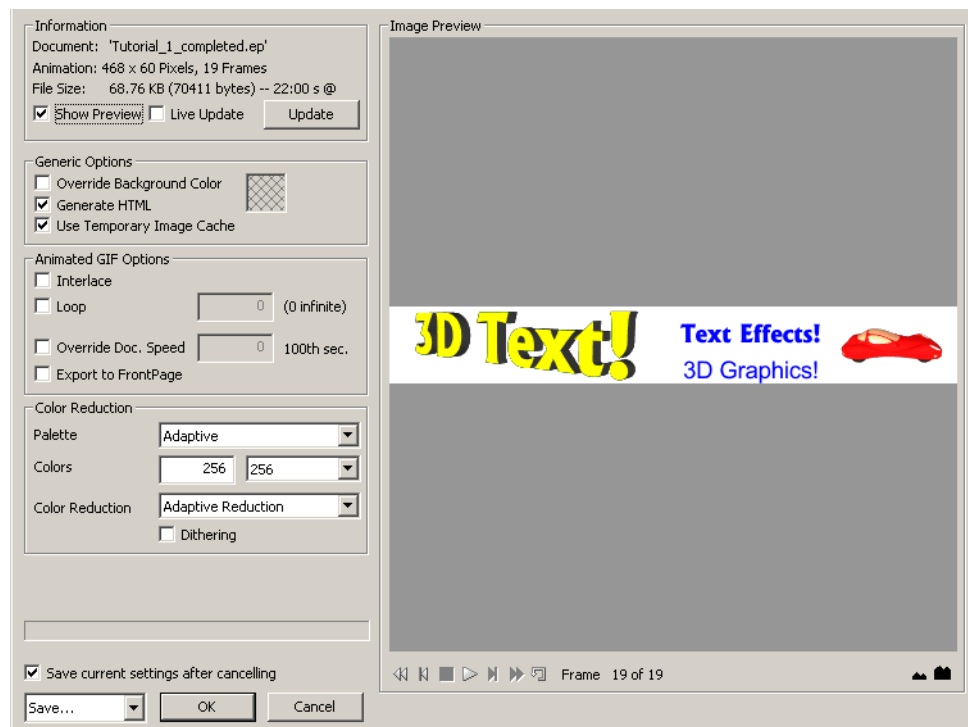 Information
Document: 'Tutorial_1_completed.ep'
Animation: 468 x 60 Pixels, 19 Frames
File Size: 68.76 KB (70411 bytes) -- 22:00 s @
Show Preview Live Update Update
Generic Options
Override Background Color
Generate HTML
Use Temporary Image Cache
Animated GIF Options
Interlace
Loop 0 (0 infinite)
Override Doc. Speed 0 100th sec.
Export to FrontPage
Color Reduction
Palette Adaptive
Colors 256 256
Color Reduction Adaptive Reduction
Dithering
Save current settings after cancelling
Save... OK Cancel
Image Preview
3D Text!
Text Effects!
3D Graphics!
Frame 19 of 19